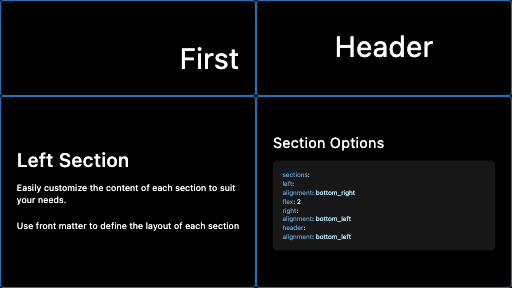 First
Header
Left Section
Easily customize the content of each section to suit
your needs.
Use front matter to define the layout of each section
Section Options
sections:
left:
alignment: bottom_right
flex: 2
right:
alignment: bottom_left
header:
alignment: bottom_left